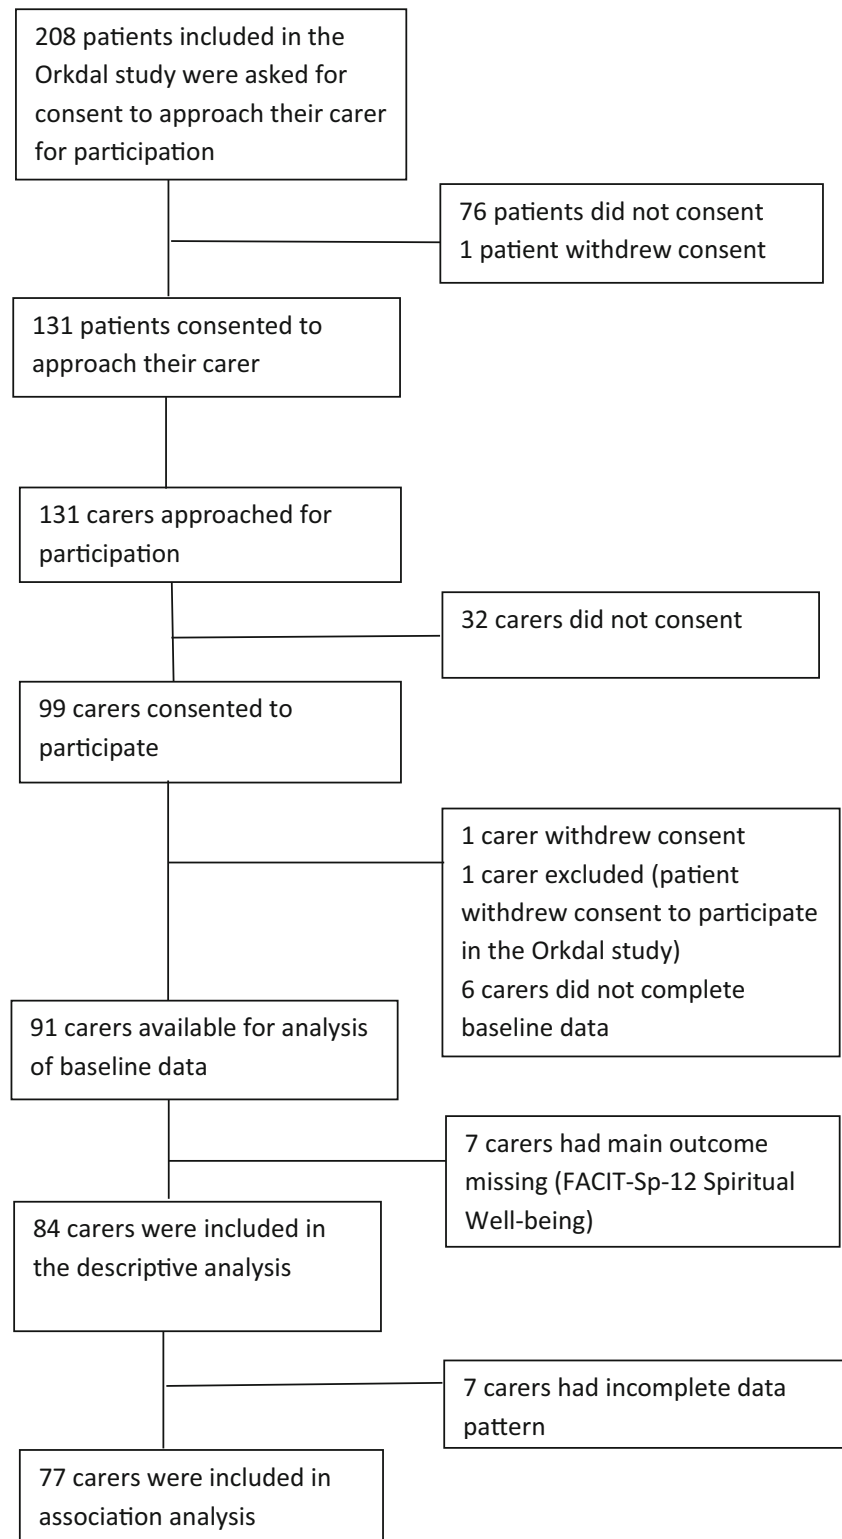 208 patients included in the
Orkdal study were asked for
consent to approach their carer
for participation
76 patients did not consent
1 patient withdrew consent
131 patients consented to
approach their carer
131 carers approached for
participation
32 carers did not consent
99 carers consented to
participate
1 carer withdrew consent
1 carer excluded (patient
withdrew consent to participate
in the Orkdal study)
6 carers did not complete
baseline data
91 carers available for analysis
of baseline data
7 carers had main outcome
missing (FACIT-Sp-12 Spiritual
Well-being)
84 carers were included in
the descriptive analysis
7 carers had incomplete data
pattern
77 carers were included in
association analysis